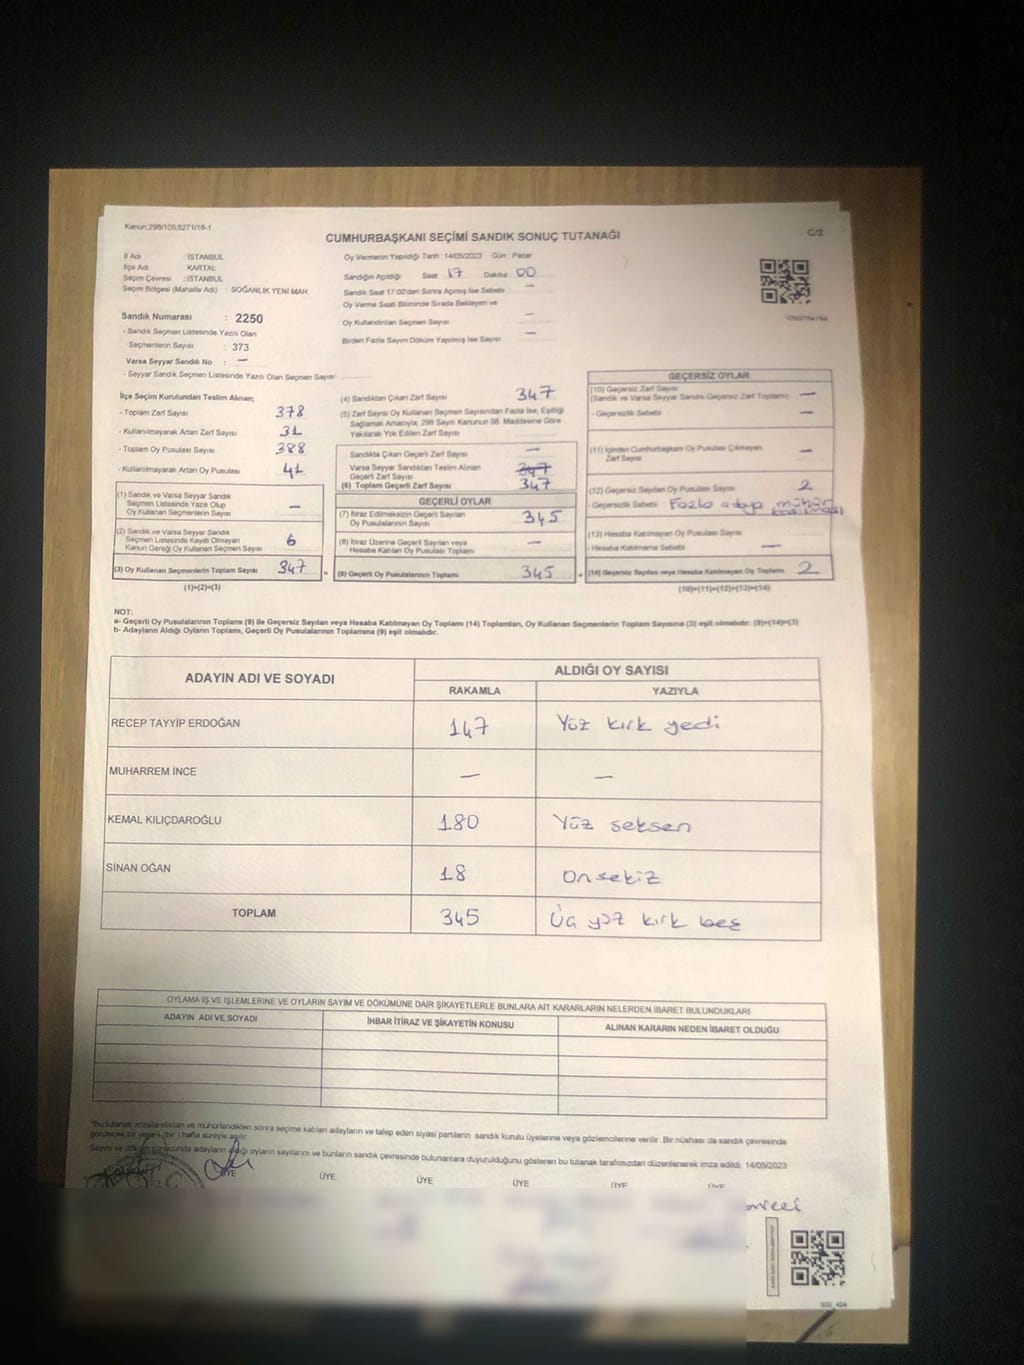 Kanun;298/105;6271/18-1
CUMHURBAŞKANI SEÇİMİ SANDIK SONUÇ TUTANAĞI
C/2
İl Adı : İSTANBUL
İlçe Adı : KARTAL
Seçim Çevresi : İSTANBUL
Seçim Bölgesi (Mahalle Adı) : SOĞANLIK YENİ MAH.
Sandık Numarası : 2250
- Sandık Seçmen Listesinde Yazılı Olan
Seçmenlerin Sayısı : 373
Varsa Seyyar Sandık No : —
- Seyyar Sandık Seçmen Listesinde Yazılı Olan Seçmen Sayısı:
Oy Vermenin Yapıldığı Tarih :14/05/2023 Gün :Pazar
Sandığın Açıldığı Saat 17 Dakika 00
Sandık Saat 17:00'den Sonra Açılmış İse Sebebi —
Oy Verme Saati Bitiminde Sırada Bekleyen ve
Oy Kullandırılan Seçmen Sayısı —
Birden Fazla Sayım Döküm Yapılmış İse Sayısı —
İlçe Seçim Kurulundan Teslim Alınan;
- Toplam Zarf Sayısı 378
- Kullanılmayarak Artan Zarf Sayısı 31
- Toplam Oy Pusulası Sayısı 388
- Kullanılmayarak Artan Oy Pusulası 41
(1) Sandık ve Varsa Seyyar Sandık
Seçmen Listesinde Yazılı Olup
Oy Kullanan Seçmenlerin Sayısı —
(2) Sandık ve Varsa Seyyar Sandık
Seçmen Listesinde Kayıtlı Olmayan
Kanun Gereği Oy Kullanan Seçmen Sayısı 6
(3) Oy Kullanan Seçmenlerin Toplam Sayısı 347
(1)+(2)=(3)
(4) Sandıktan Çıkan Zarf Sayısı 347
(5) Zarf Sayısı Oy Kullanan Seçmen Sayısından Fazla İse, Eşitliği
Sağlamak Amacıyla; 298 Sayılı Kanunun 98. Maddesine Göre
Yakılarak Yok Edilen Zarf Sayısı
Sandıkta Çıkan Geçerli Zarf Sayısı —
Varsa Seyyar Sandıktan Teslim Alınan
Geçerli Zarf Sayısı 347
(6) Toplam Geçerli Zarf Sayısı 347
GEÇERLİ OYLAR
(7) İtiraz Edilmeksizin Geçerli Sayılan
Oy Pusulalarının Sayısı 345
(8) İtiraz Üzerine Geçerli Sayılan veya
Hesaba Katılan Oy Pusulası Toplamı —
(9) Geçerli Oy Pusulalarının Toplamı 345
GEÇERSİZ OYLAR
(10) Geçersiz Zarf Sayısı
(Sandık ve Varsa Seyyar Sandık Geçersiz Zarf Toplamı) —
- Geçersizlik Sebebi —
(11) İçinden Cumhurbaşkanı Oy Pusulası Çıkmayan
Zarf Sayısı —
(12) Geçersiz Sayılan Oy Pusulası Sayısı 2
- Geçersizlik Sebebi Fazla adaya mühür basılması
(13) Hesaba Katılmayan Oy Pusulası Sayısı
- Hesaba Katılmama Sebebi —
(14) Geçersiz Sayılan veya Hesaba Katılmayan Oy Toplamı 2
(10)+(11)+(12)+(13)=(14)
NOT:
a- Geçerli Oy Pusulalarının Toplamı (9) ile Geçersiz Sayılan ve Hesaba Katılmayan Oy Toplamı (14) Toplamları, Oy Kullanan Seçmenlerin Toplam Sayısına (3) eşit olmalıdır. (9)+(14)=(3)
b- Adayların Aldığı Oyların Toplamı, Geçerli Oy Pusulalarının Toplamına (9) eşit olmalıdır.
ADAYIN ADI VE SOYADI ALDIĞI OY SAYISI
RAKAMLA YAZIYLA
RECEP TAYYİP ERDOĞAN 147 Yüz kırk yedi
MUHARREM İNCE — —
KEMAL KILIÇDAROĞLU 180 Yüz seksen
SİNAN OĞAN 18 Onsekiz
TOPLAM 345 Üç yüz kırk beş
OYLAMA İŞ VE İŞLEMLERİNE VE OYLARIN SAYIM VE DÖKÜMÜNE DAİR ŞİKAYETLERLE BUNLARA AİT KARARLARIN NELERDEN İBARET BULUNDUKLARI
ADAYIN ADI VE SOYADI İHBAR İTİRAZ VE ŞİKAYETİN KONUSU ALINAN KARARIN NEDEN İBARET OLDUĞU
"Bu tutanak imzalandıktan ve mühürlendikten sonra seçime katılan adayların ve talep eden siyasi partilerin sandık kurulu üyelerine veya gözlemcilerine verilir. Bir nüshası da sandık çevresinde
görülecek bir yere 1 (bir ) hafta süreyle asılır
Sayım ve döküm sonucunda adayların aldığı oyların sayılarını ve bunların sandık çevresinde bulunanlara duyurulduğunu gösteren bu tutanak tarafımızdan düzenlenerek imza edildi. 14/05/2023
ÜYE ÜYE ÜYE ÜYE ÜYE ÜYE